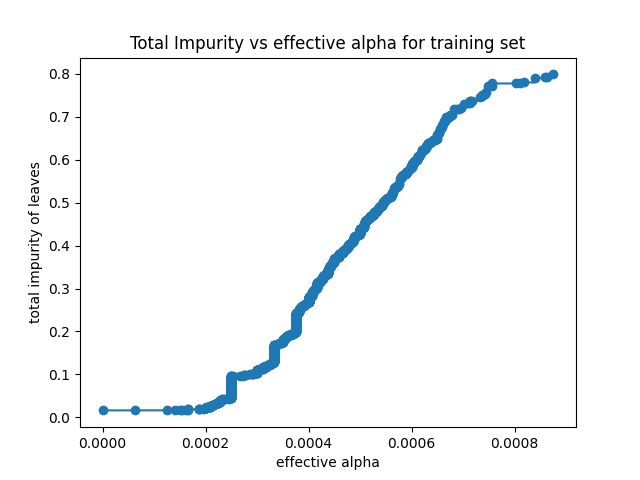 Total Impurity vs effective alpha for training set
total impurity of leaves
0.8
0.7
0.6
0.5
0.4
0.3
0.2
0.1
0.0
0.0000 0.0002 0.0004 0.0006 0.0008
effective alpha